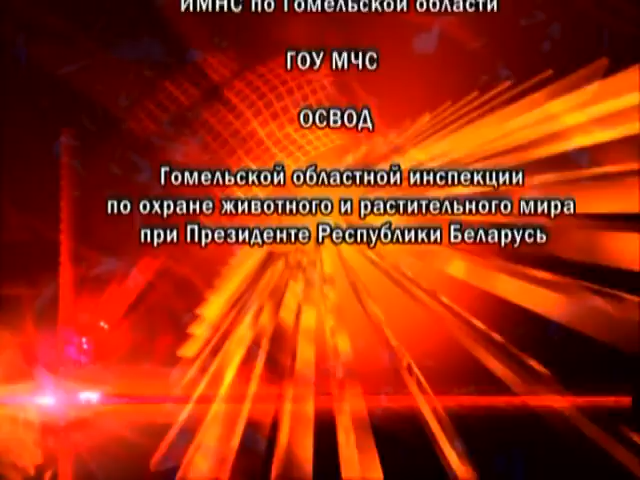 ИМНС по Гомельской области
ГОУ МЧС
ОСВОД
Гомельской областной инспекции
по охране животного и растительного мира
при Президенте Республики Беларусь